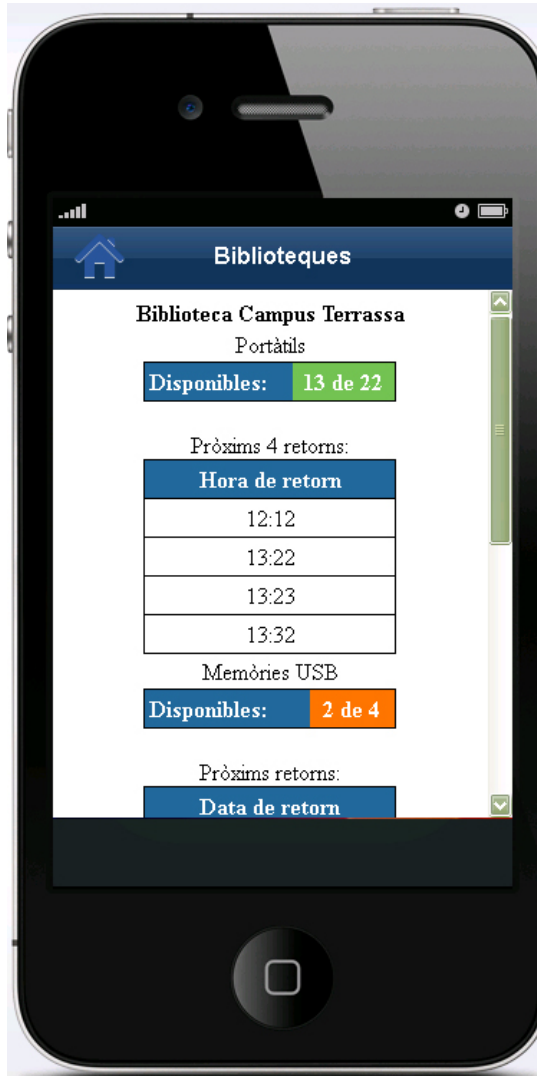 Biblioteques
Biblioteca Campus Terrassa
Portàtils
Disponibles: 13 de 22
Pròxims 4 retorns:
Hora de retorn
12:12
13:22
13:23
13:32
Memòries USB
Disponibles: 2 de 4
Pròxims retorns:
Data de retorn